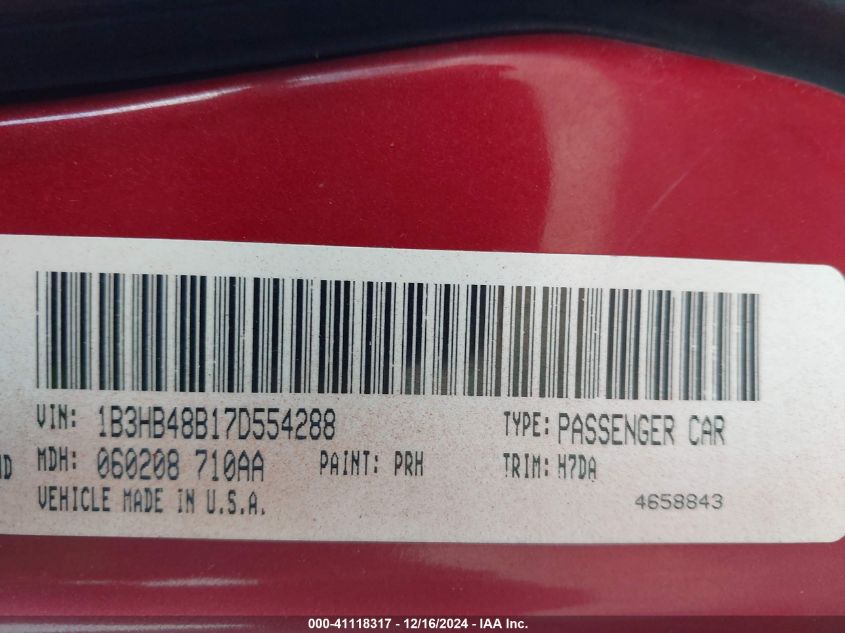 VIN: 1B3HB48B17D554288 TYPE: PASSENGER CAR
ND MDH: 060208 710AA PAINT: PRH TRIM: H7DA
VEHICLE MADE IN U.S.A. 4658843
000-41118317 - 12/16/2024 - IAA Inc.